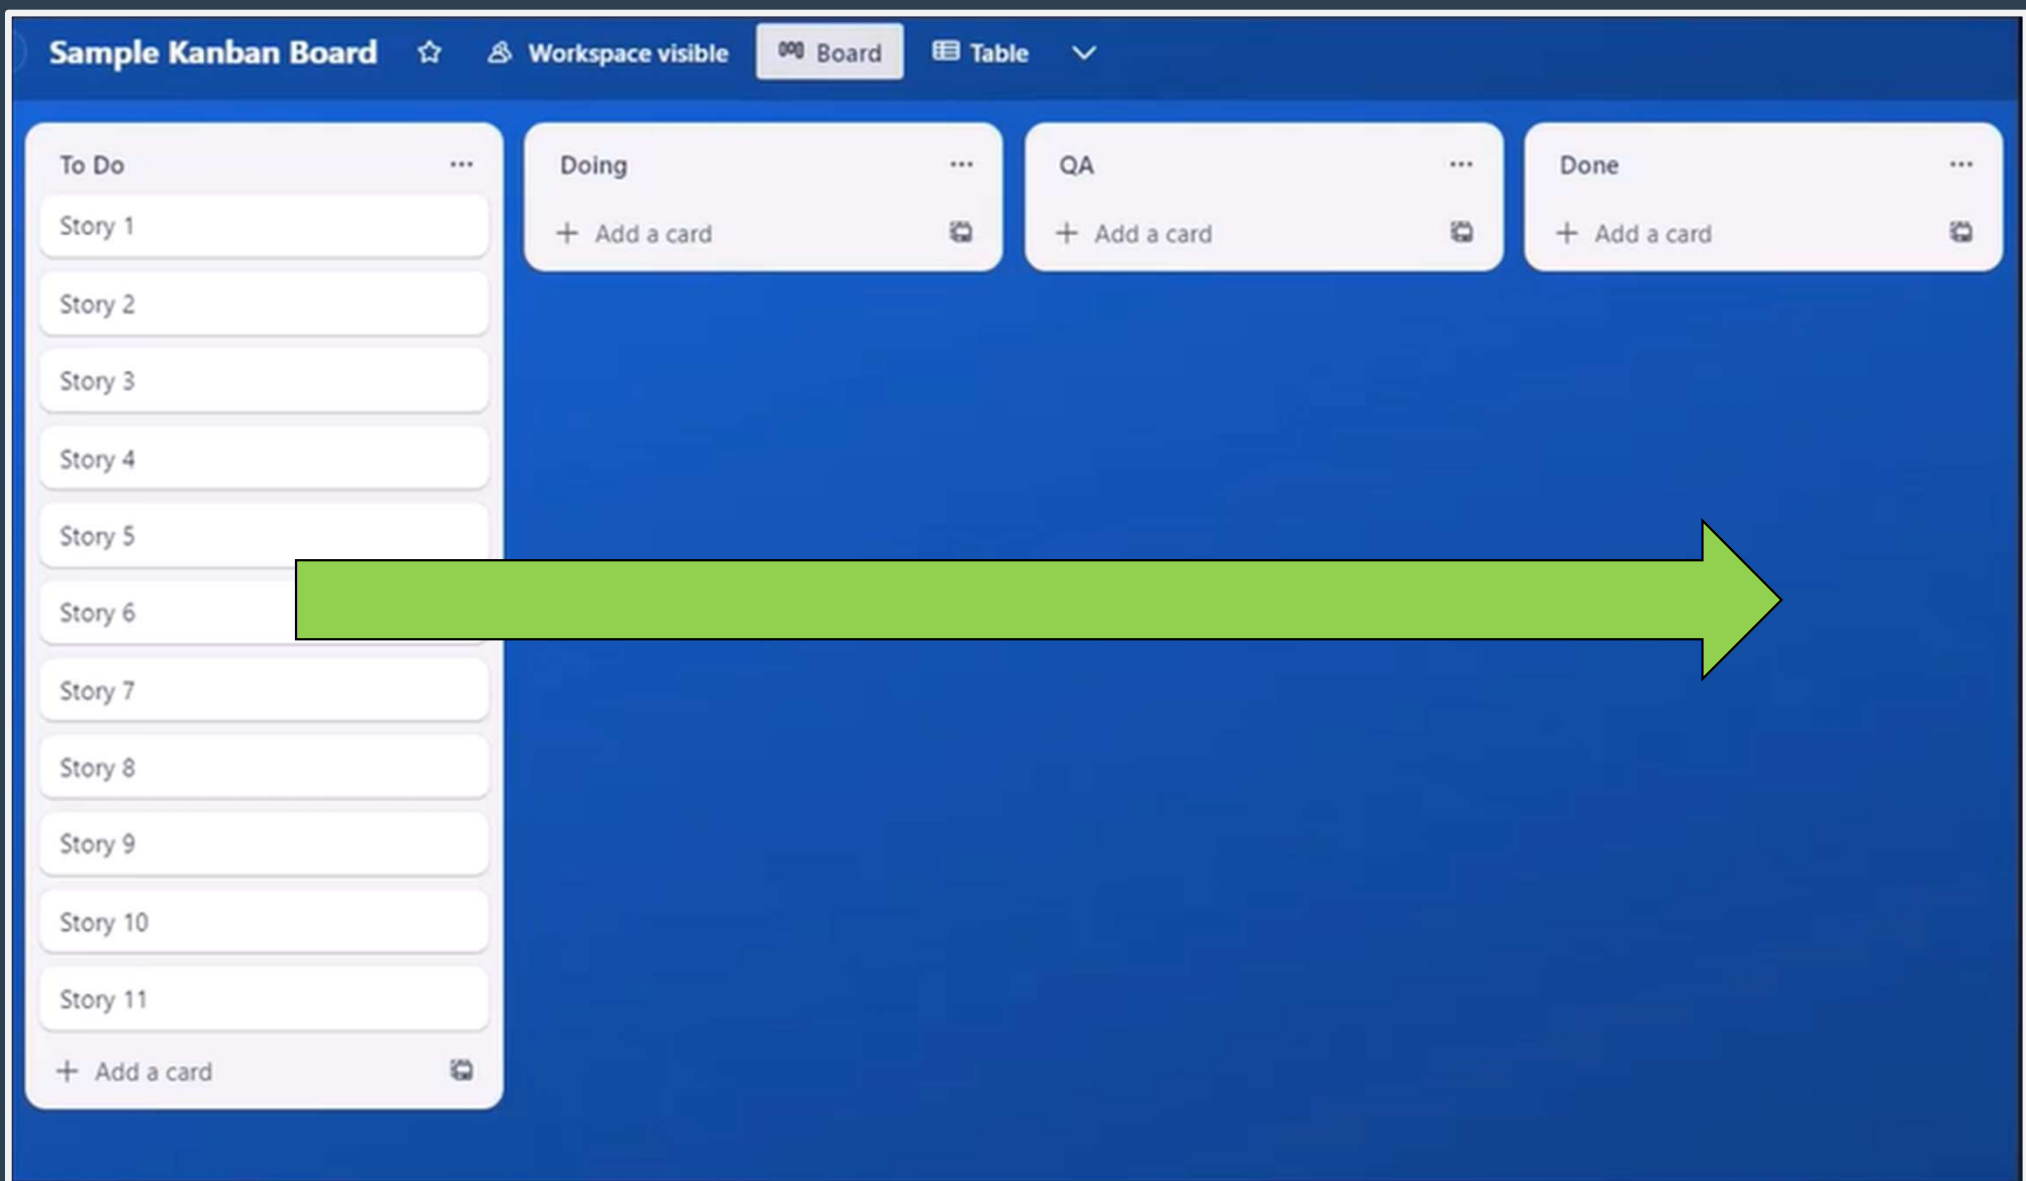 Sample Kanban Board Workspace visible Board Table
To Do
Story 1
Story 2
Story 3
Story 4
Story 5
Story 6
Story 7
Story 8
Story 9
Story 10
Story 11
+ Add a card
Doing
+ Add a card
QA
+ Add a card
Done
+ Add a card